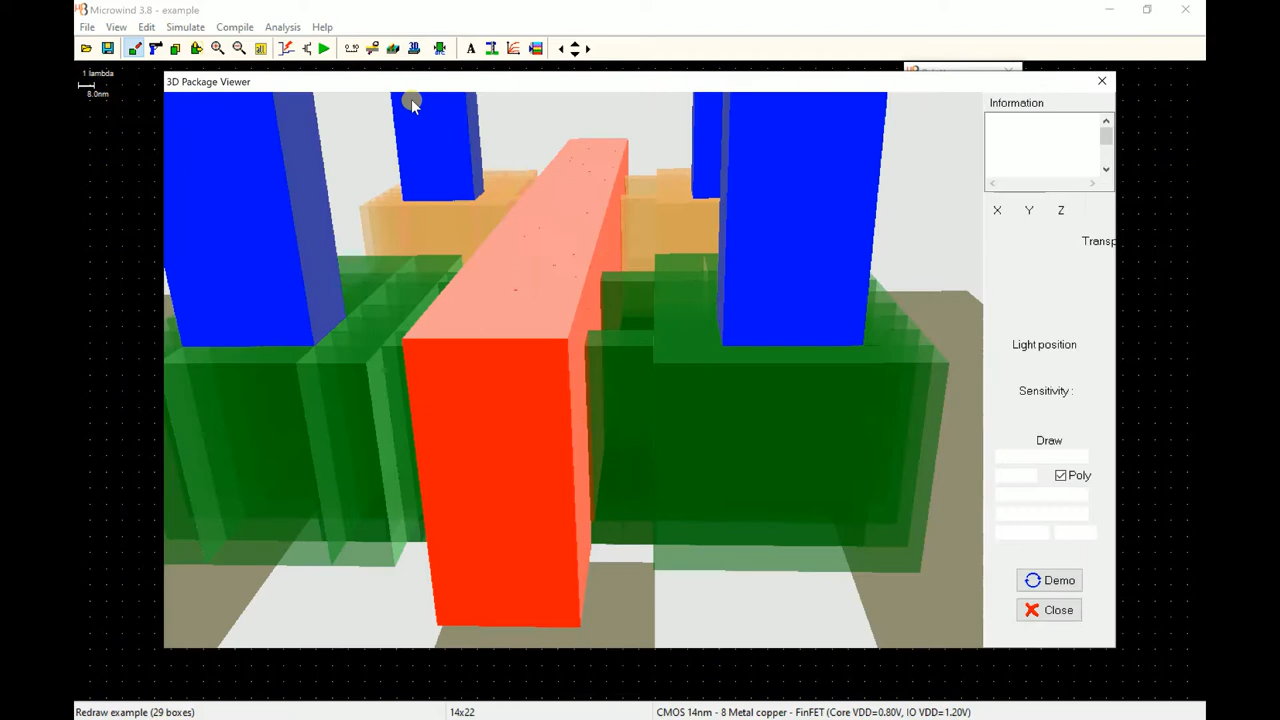 Microwind 3.8 - example
File View Edit Simulate Compile Analysis Help
1 lambda
8.0nm
3D Package Viewer
Information
X Y Z
Transp
Light position
Sensitivity :
Draw
Poly
Demo
Close
Redraw example (29 boxes) 14x22 CMOS 14nm - 8 Metal copper - FinFET (Core VDD=0.80V, IO VDD=1.20V)